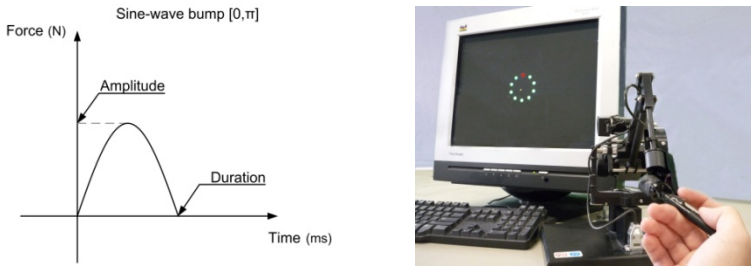 Sine-wave bump [0,π]
Force (N)
Amplitude
Duration
Time (ms)